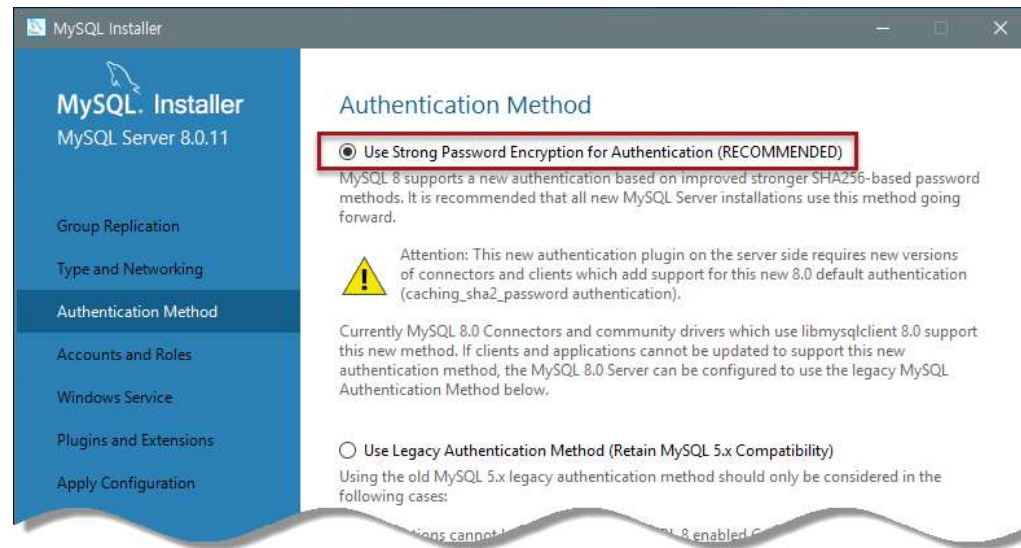 MySQL Installer
MySQL. Installer
MySQL Server 8.0.11
Group Replication
Type and Networking
Authentication Method
Accounts and Roles
Windows Service
Plugins and Extensions
Apply Configuration
Authentication Method
Use Strong Password Encryption for Authentication (RECOMMENDED)
MySQL 8 supports a new authentication based on improved stronger SHA256-based password
methods. It is recommended that all new MySQL Server installations use this method going
forward.
Attention: This new authentication plugin on the server side requires new versions
of connectors and clients which add support for this new 8.0 default authentication
(caching_sha2_password authentication).
Currently MySQL 8.0 Connectors and community drivers which use libmysqlclient 8.0 support
this new method. If clients and applications cannot be updated to support this new
authentication method, the MySQL 8.0 Server can be configured to use the legacy MySQL
Authentication Method below.
Use Legacy Authentication Method (Retain MySQL 5.x Compatibility)
Using the old MySQL 5.x legacy authentication method should only be considered in the
following cases:
cannot 8 enabled